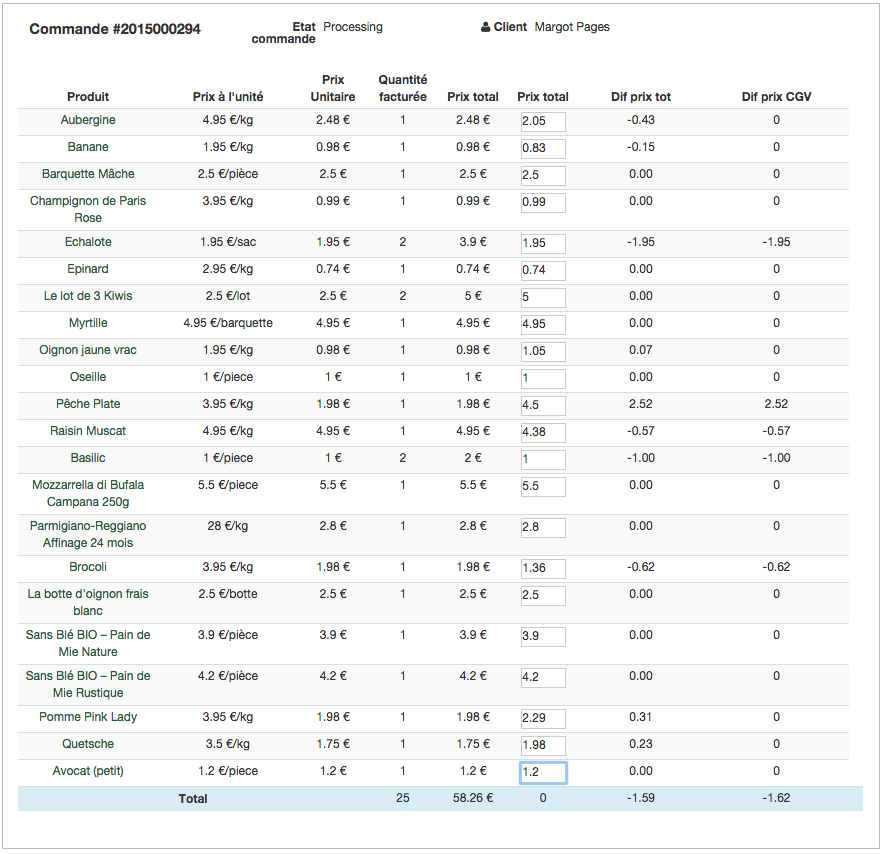 Commande #2015000294 Etat commande Processing Client Margot Pages
Produit Prix à l'unité Prix Unitaire Quantité facturée Prix total Prix total Dif prix tot Dif prix CGV
Aubergine 4.95 €/kg 2.48 € 1 2.48 € 2.05 -0.43 0
Banane 1.95 €/kg 0.98 € 1 0.98 € 0.83 -0.15 0
Barquette Mâche 2.5 €/pièce 2.5 € 1 2.5 € 2.5 0.00 0
Champignon de Paris Rose 3.95 €/kg 0.99 € 1 0.99 € 0.99 0.00 0
Echalote 1.95 €/sac 1.95 € 2 3.9 € 1.95 -1.95 -1.95
Epinard 2.95 €/kg 0.74 € 1 0.74 € 0.74 0.00 0
Le lot de 3 Kiwis 2.5 €/lot 2.5 € 2 5 € 5 0.00 0
Myrtille 4.95 €/barquette 4.95 € 1 4.95 € 4.95 0.00 0
Oignon jaune vrac 1.95 €/kg 0.98 € 1 0.98 € 1.05 0.07 0
Oseille 1 €/piece 1 € 1 1 € 1 0.00 0
Pêche Plate 3.95 €/kg 1.98 € 1 1.98 € 4.5 2.52 2.52
Raisin Muscat 4.95 €/kg 4.95 € 1 4.95 € 4.38 -0.57 -0.57
Basilic 1 €/piece 1 € 2 2 € 1 -1.00 -1.00
Mozzarrella di Bufala Campana 250g 5.5 €/piece 5.5 € 1 5.5 € 5.5 0.00 0
Parmigiano-Reggiano Affinage 24 mois 28 €/kg 2.8 € 1 2.8 € 2.8 0.00 0
Brocoli 3.95 €/kg 1.98 € 1 1.98 € 1.36 -0.62 -0.62
La botte d'oignon frais blanc 2.5 €/botte 2.5 € 1 2.5 € 2.5 0.00 0
Sans Blé BIO – Pain de Mie Nature 3.9 €/pièce 3.9 € 1 3.9 € 3.9 0.00 0
Sans Blé BIO – Pain de Mie Rustique 4.2 €/pièce 4.2 € 1 4.2 € 4.2 0.00 0
Pomme Pink Lady 3.95 €/kg 1.98 € 1 1.98 € 2.29 0.31 0
Quetsche 3.5 €/kg 1.75 € 1 1.75 € 1.98 0.23 0
Avocat (petit) 1.2 €/piece 1.2 € 1 1.2 € 1.2 0.00 0
Total 25 58.26 € 0 -1.59 -1.62